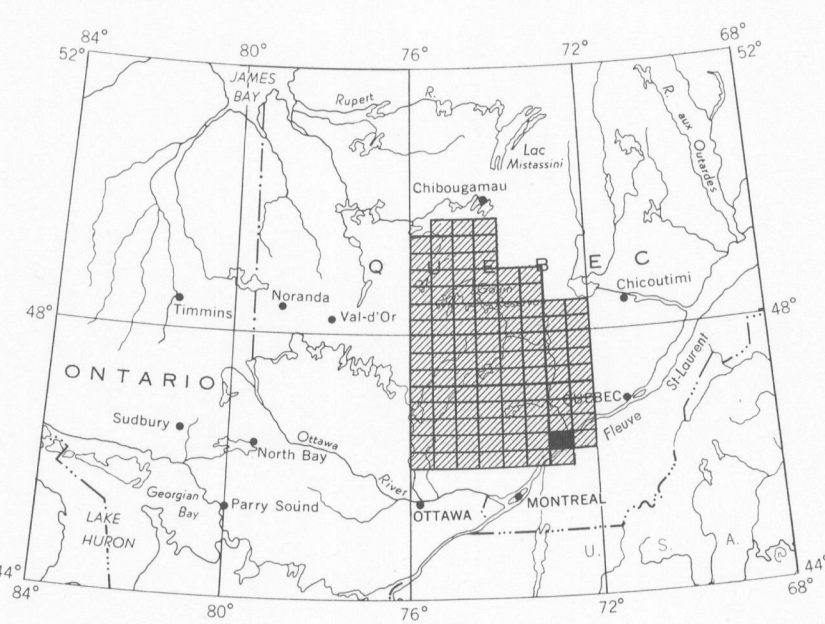 84°
80°
76°
72°
68°
52°
52°
JAMES
BAY
Rupert R.
R. aux Outardes
Lac
Mistassini
Chibougamau
Q U E B E C
Chicoutimi
Timmins
Noranda
Val-d'Or
48°
48°
ONTARIO
QUEBEC
Fleuve St-Laurent
Sudbury
North Bay
Ottawa River
Georgian
Bay
Parry Sound
OTTAWA
MONTREAL
LAKE
HURON
U. S. A.
44°
44°
84°
80°
76°
72°
68°